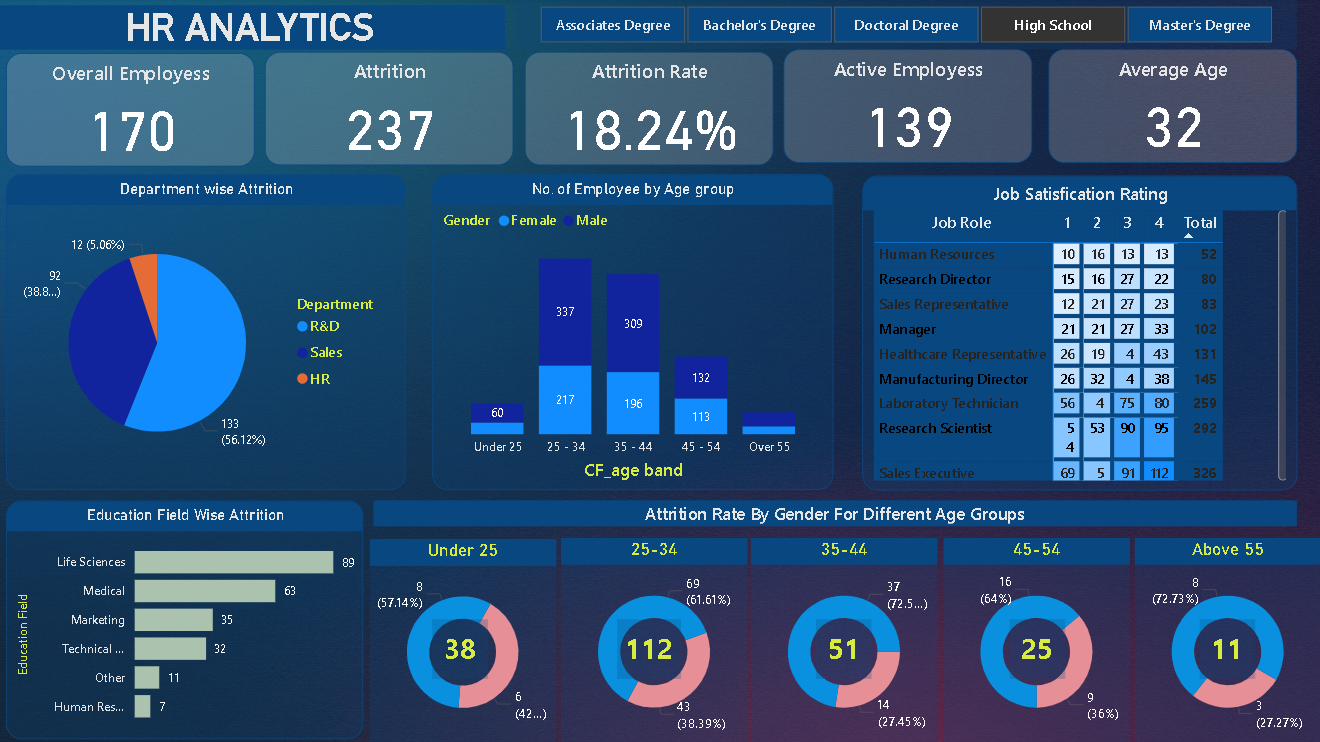 HR ANALYTICS
Associates Degree
Bachelor's Degree
Doctoral Degree
High School
Master's Degree
Overall Employess
170
Attrition
237
Attrition Rate
18.24%
Active Employess
139
Average Age
32
Department wise Attrition
12 (5.06%)
92
(38.8...)
133
(56.12%)
Department
R&D
Sales
HR
No. of Employee by Age group
Gender Female Male
60
337
217
309
196
132
113
Under 25 25 - 34 35 - 44 45 - 54 Over 55
CF_age band
Job Satisfication Rating
Job Role 1 2 3 4 Total
Human Resources 10 16 13 13 52
Research Director 15 16 27 22 80
Sales Representative 12 21 27 23 83
Manager 21 21 27 33 102
Healthcare Representative 26 19 4 43 131
Manufacturing Director 26 32 4 38 145
Laboratory Technician 56 4 75 80 259
Research Scientist 5 53 90 95 292
4
Sales Executive 69 5 91 112 326
Education Field Wise Attrition
Education Field
Life Sciences 89
Medical 63
Marketing 35
Technical ... 32
Other 11
Human Res... 7
Attrition Rate By Gender For Different Age Groups
Under 25
8
(57.14%)
38
6
(42...)
25-34
69
(61.61%)
112
43
(38.39%)
35-44
37
(72.5...)
51
14
(27.45%)
45-54
16
(64%)
25
9
(36%)
Above 55
8
(72.73%)
11
3
(27.27%)